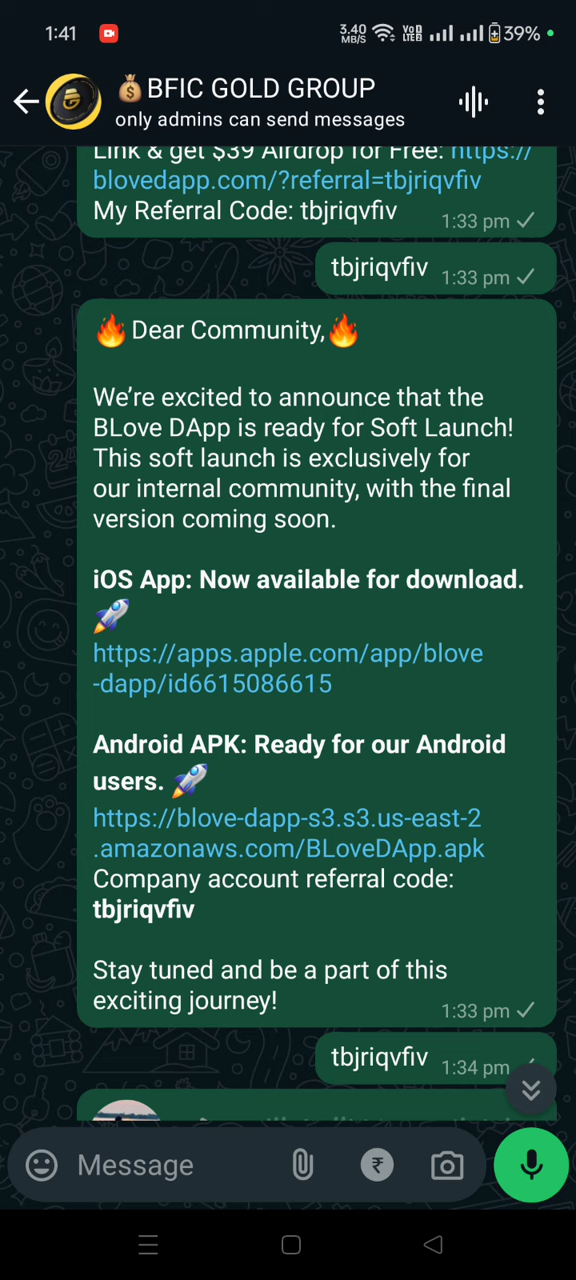 1:41
3.40 MB/S
VoD LTE2
39%
💰BFIC GOLD GROUP
only admins can send messages
Link & get $39 Airdrop for Free: https://
blovedapp.com/?referral=tbjriqvfiv
My Referral Code: tbjriqvfiv
1:33 pm
tbjriqvfiv 1:33 pm
🔥Dear Community,🔥
We’re excited to announce that the
BLove DApp is ready for Soft Launch!
This soft launch is exclusively for
our internal community, with the final
version coming soon.
iOS App: Now available for download.
🚀
https://apps.apple.com/app/blove
-dapp/id6615086615
Android APK: Ready for our Android
users. 🚀
https://blove-dapp-s3.s3.us-east-2
.amazonaws.com/BLoveDApp.apk
Company account referral code:
tbjriqvfiv
Stay tuned and be a part of this
exciting journey!
1:33 pm
tbjriqvfiv 1:34 pm
Message
₹